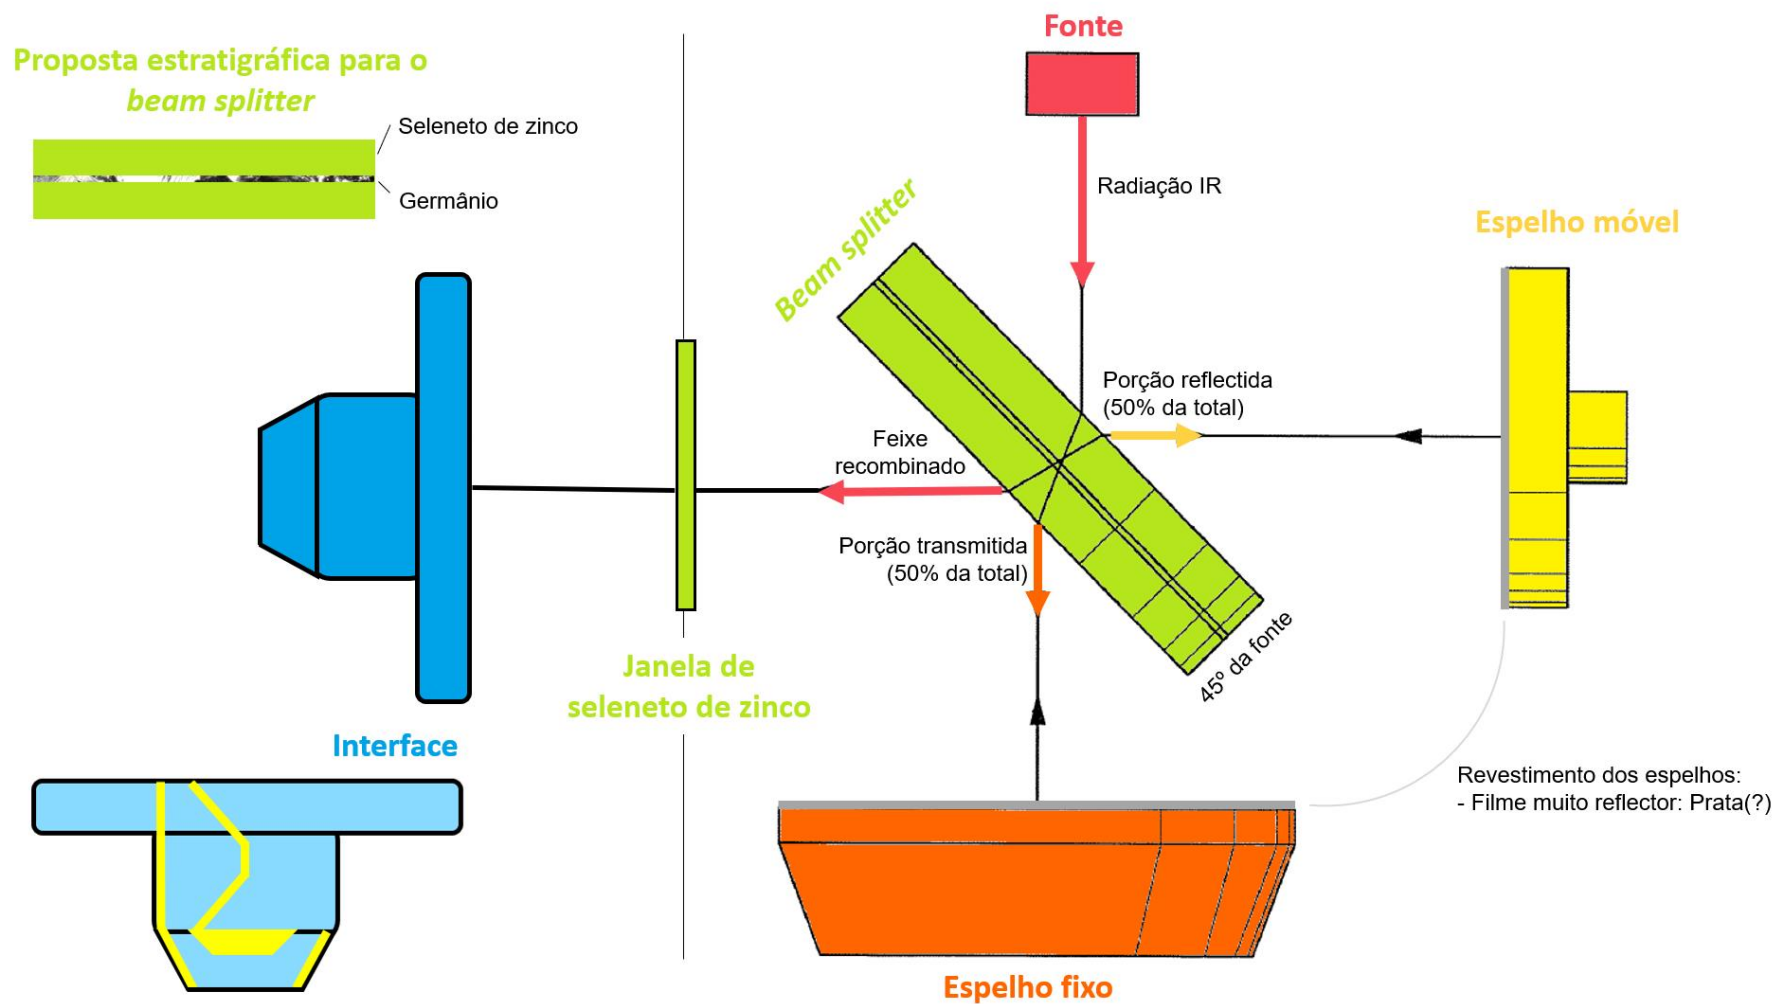 Fonte
Proposta estratigráfica para o
beam splitter
Seleneto de zinco
Germânio
Radiação IR
Beam splitter
Espelho móvel
Porção reflectida
(50% da total)
Feixe
recombinado
Porção transmitida
(50% da total)
45º da fonte
Janela de
seleneto de zinco
Interface
Revestimento dos espelhos:
- Filme muito reflector: Prata(?)
Espelho fixo